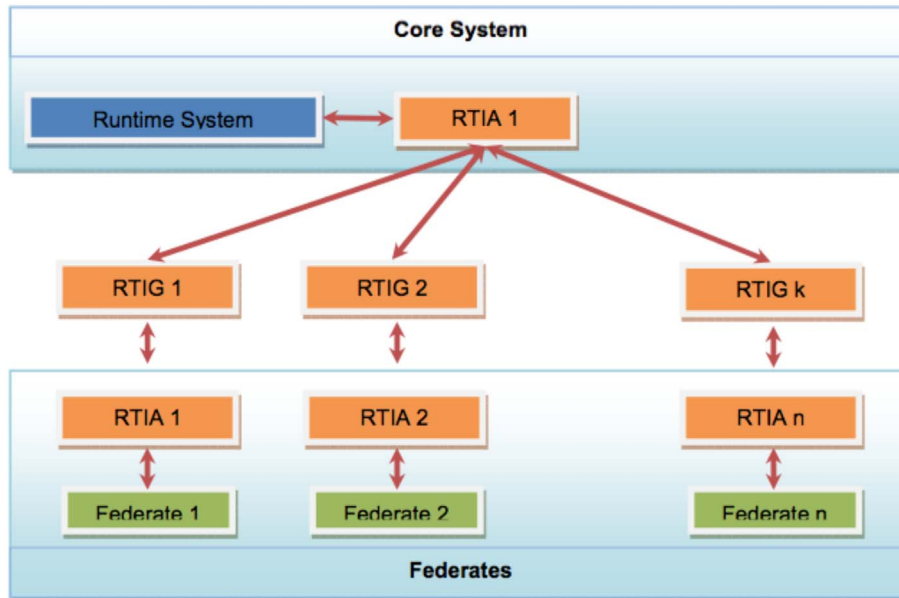 Core System
Runtime System
RTIA 1
RTIG 1
RTIG 2
RTIG k
RTIA 1
RTIA 2
RTIA n
Federate 1
Federate 2
Federate n
Federates